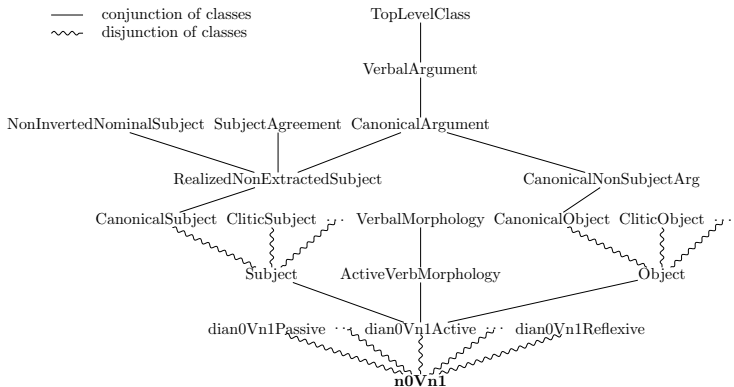 conjunction of classes
disjunction of classes
TopLevelClass
VerbalArgument
NonInvertedNominalSubject SubjectAgreement CanonicalArgument
RealizedNonExtractedSubject CanonicalNonSubjectArg
CanonicalSubject CliticSubject ... VerbalMorphology CanonicalObject CliticObject ...
Subject ActiveVerbMorphology Object
dian0Vn1Passive ... dian0Vn1Active ... dian0Vn1Reflexive
n0Vn1